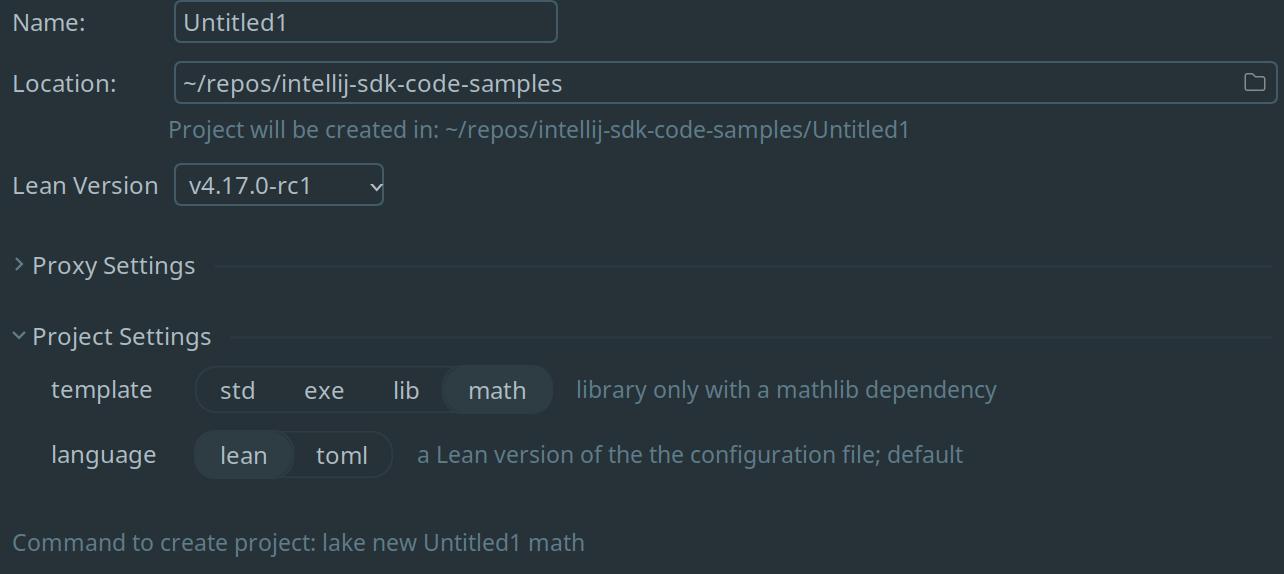 Name: Untitled1
Location: ~/repos/intellij-sdk-code-samples
Project will be created in: ~/repos/intellij-sdk-code-samples/Untitled1
Lean Version v4.17.0-rc1
Proxy Settings
Project Settings
template std exe lib math library only with a mathlib dependency
language lean toml a Lean version of the the configuration file; default
Command to create project: lake new Untitled1 math